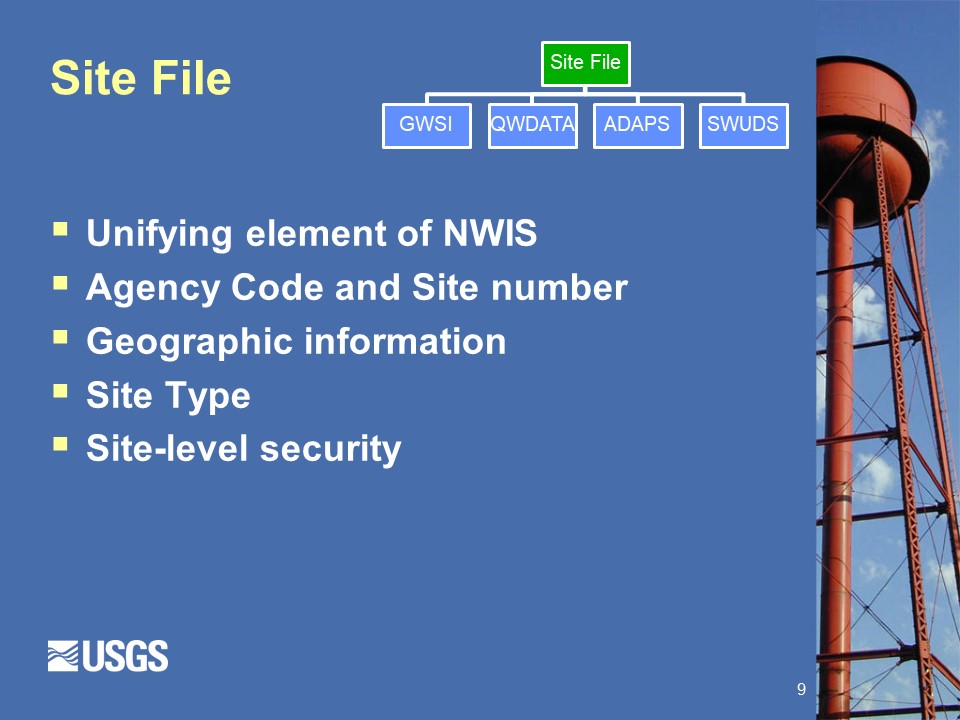 Site File
Site File
GWSI QWDATA ADAPS SWUDS
Unifying element of NWIS
Agency Code and Site number
Geographic information
Site Type
Site-level security
USGS
9